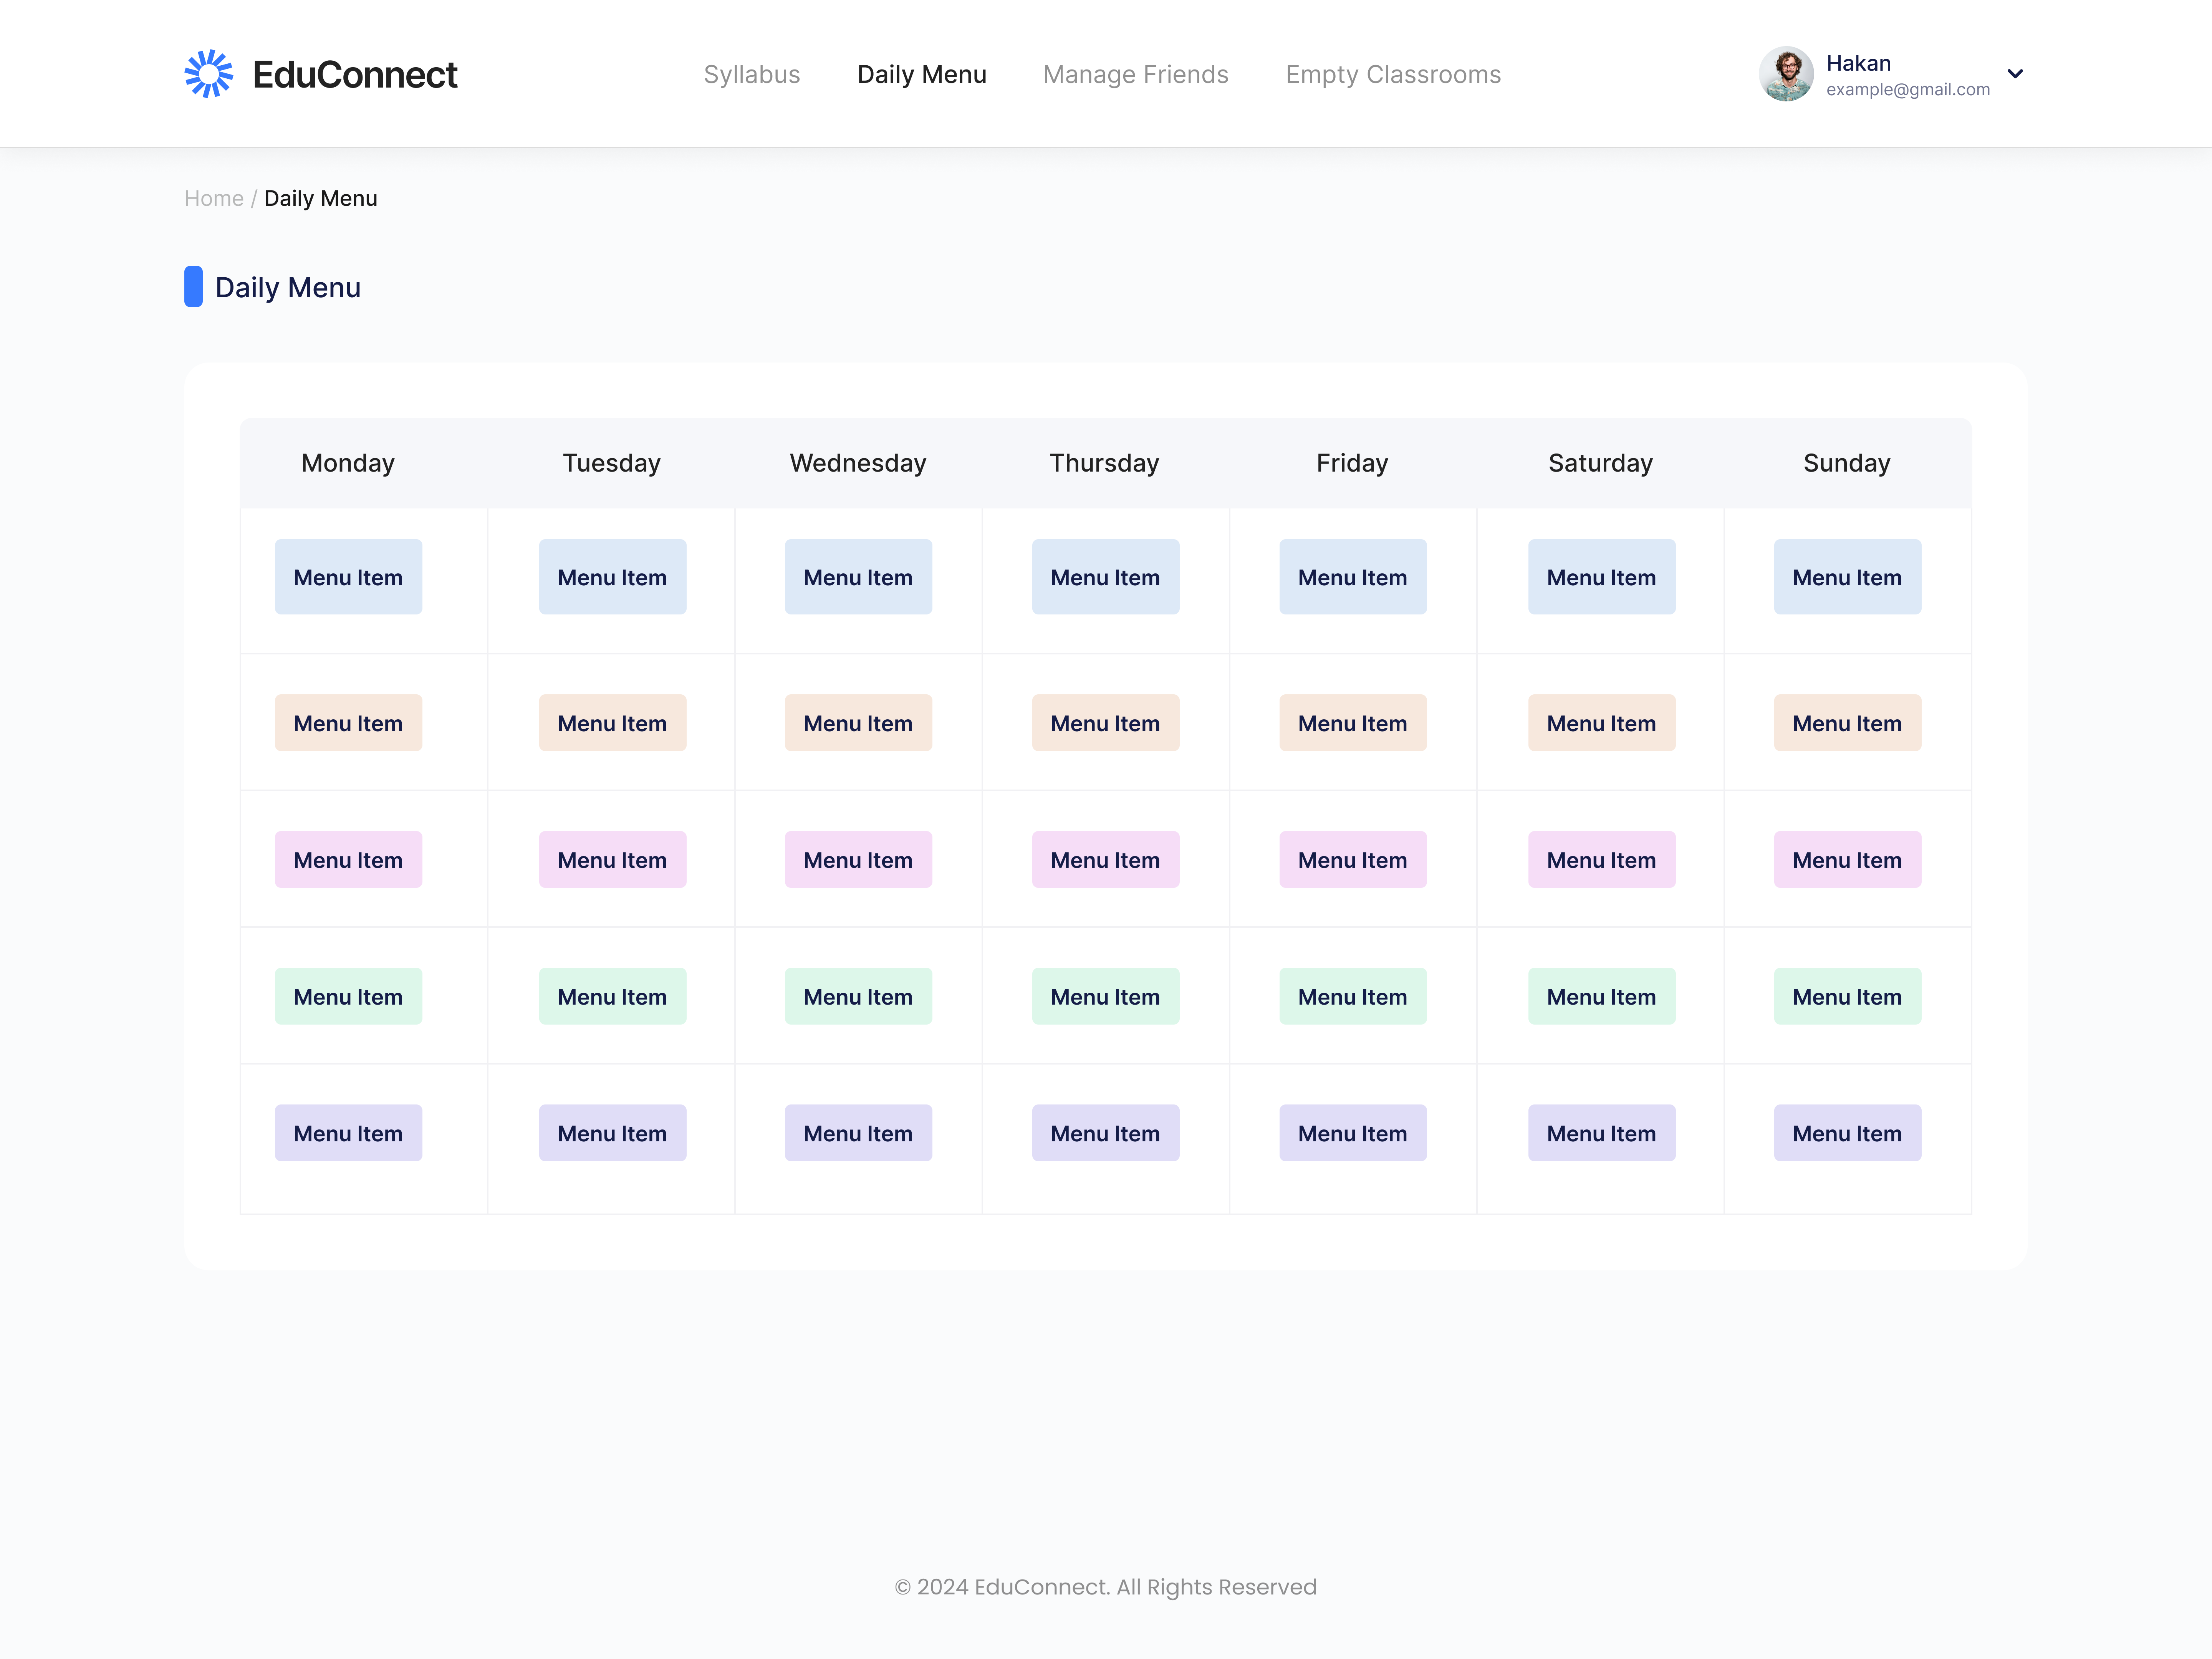 EduConnect
Syllabus Daily Menu Manage Friends Empty Classrooms
Hakan
example@gmail.com
Home / Daily Menu
Daily Menu
Monday Tuesday Wednesday Thursday Friday Saturday Sunday
Menu Item Menu Item Menu Item Menu Item Menu Item Menu Item Menu Item
Menu Item Menu Item Menu Item Menu Item Menu Item Menu Item Menu Item
Menu Item Menu Item Menu Item Menu Item Menu Item Menu Item Menu Item
Menu Item Menu Item Menu Item Menu Item Menu Item Menu Item Menu Item
Menu Item Menu Item Menu Item Menu Item Menu Item Menu Item Menu Item
© 2024 EduConnect. All Rights Reserved